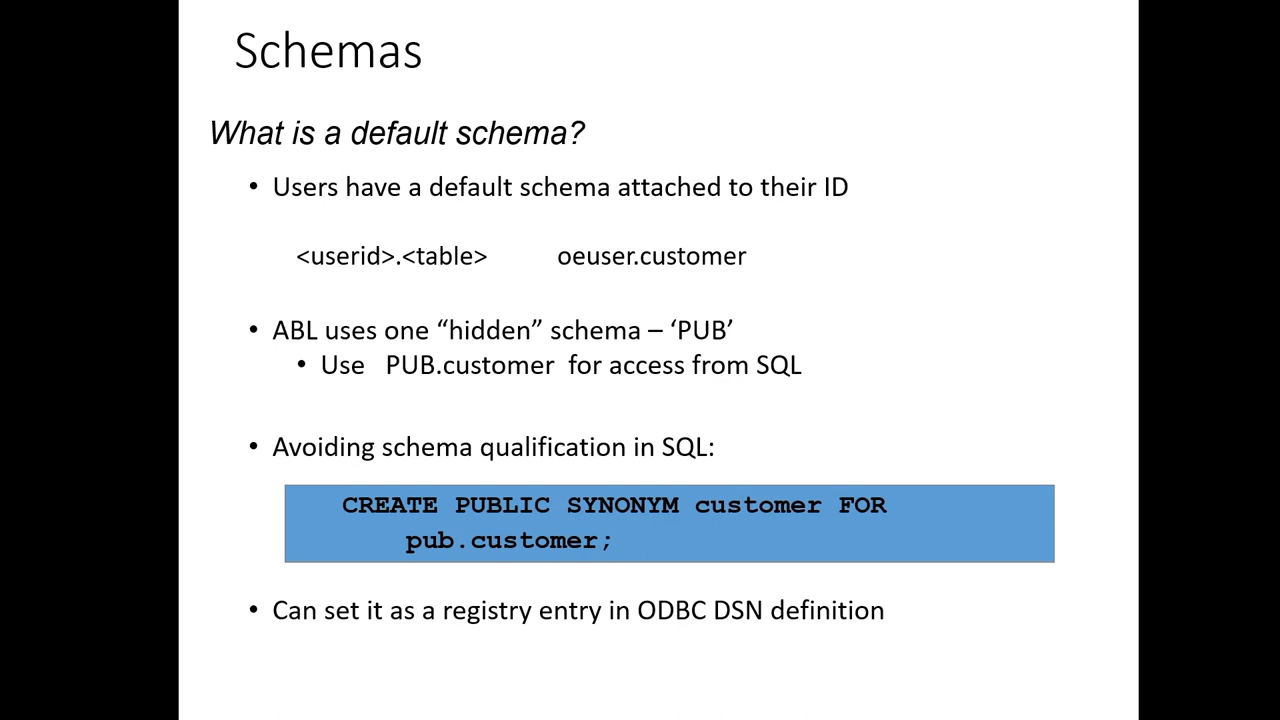 Schemas
What is a default schema?
• Users have a default schema attached to their ID
<userid>.<table> oeuser.customer
• ABL uses one “hidden” schema – ‘PUB’
• Use PUB.customer for access from SQL
• Avoiding schema qualification in SQL:
CREATE PUBLIC SYNONYM customer FOR
pub.customer;
• Can set it as a registry entry in ODBC DSN definition